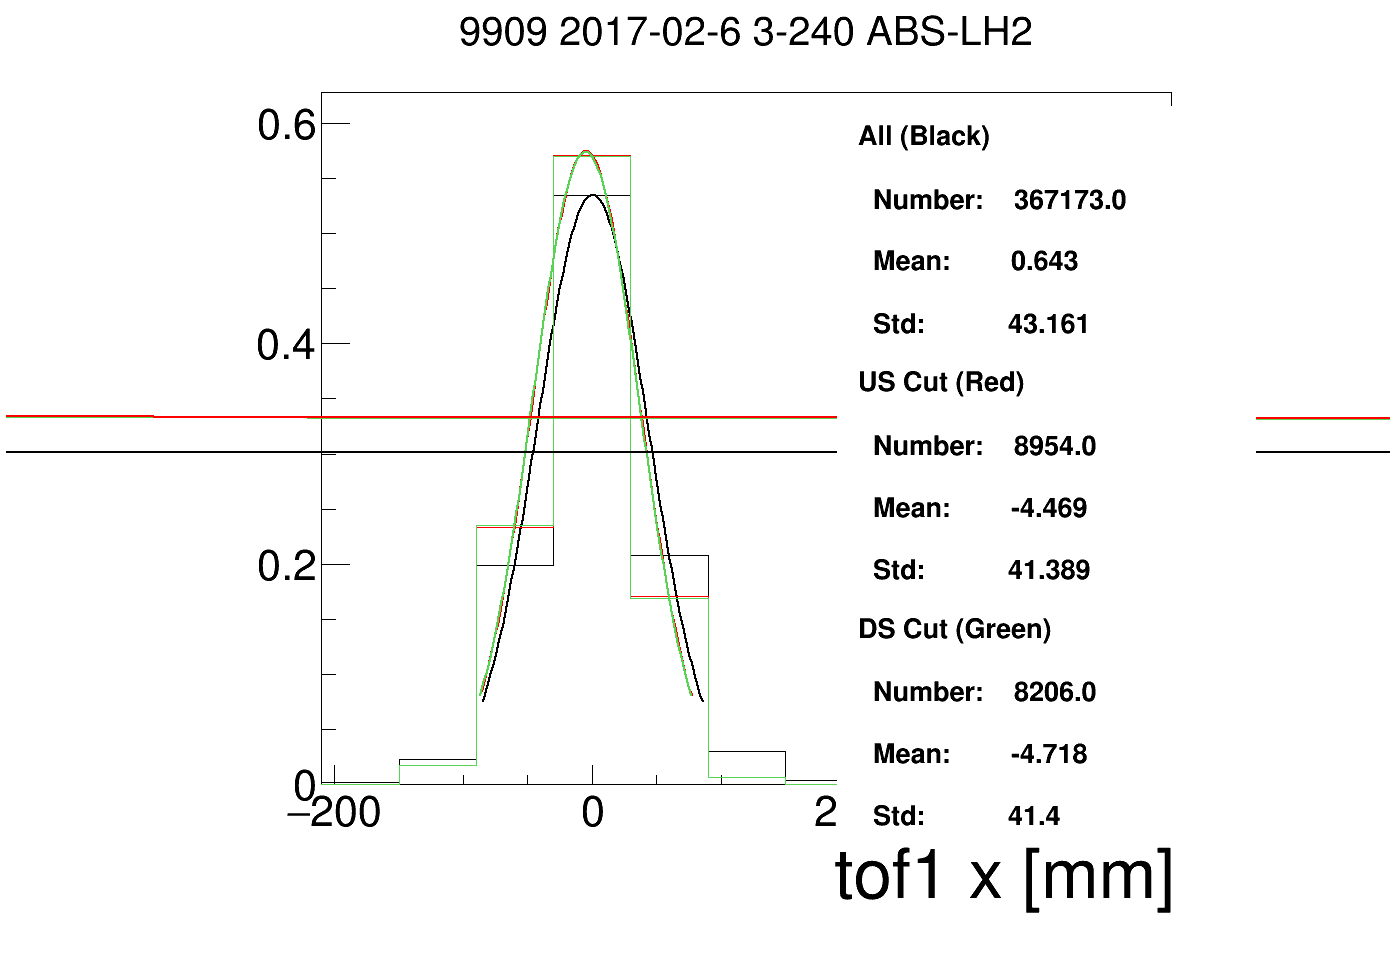 9909 2017-02-6 3-240 ABS-LH2
0.6
0.4
0.2
0
−200 0 2
All (Black)
Number: 367173.0
Mean: 0.643
Std: 43.161
US Cut (Red)
Number: 8954.0
Mean: -4.469
Std: 41.389
DS Cut (Green)
Number: 8206.0
Mean: -4.718
Std: 41.4
tof1 x [mm]